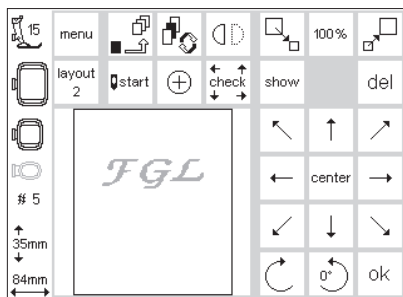 15 menu 100%
layout 2 start check show del
FGL
# 5 center
35mm
84mm 0° ok